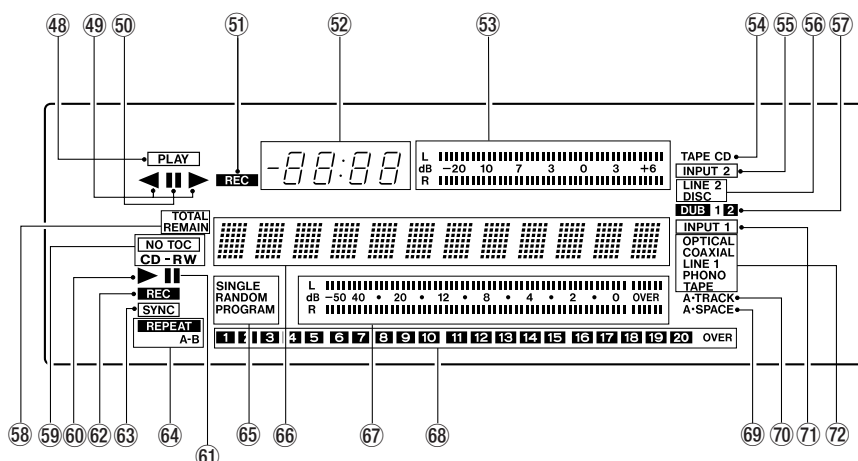 48 49 50 51 52 53 54 55 56 57
PLAY
REC
-88:88
L
dB -20 10 7 3 0 3 +6
R
TAPE CD
INPUT 2
LINE 2
DISC
DUB 1 2
TOTAL
REMAIN
NO TOC
CD-RW
INPUT 1
OPTICAL
COAXIAL
LINE 1
PHONO
TAPE
REC
SYNC
REPEAT
A-B
SINGLE
RANDOM
PROGRAM
L
dB -50 40 • 20 • 12 • 8 • 4 • 2 • 0 OVER
R
A•TRACK
A•SPACE
1 2 3 4 5 6 7 8 9 10 11 12 13 14 15 16 17 18 19 20 OVER
58 59 60 62 63 64 61 65 66 67 68 69 70 71 72